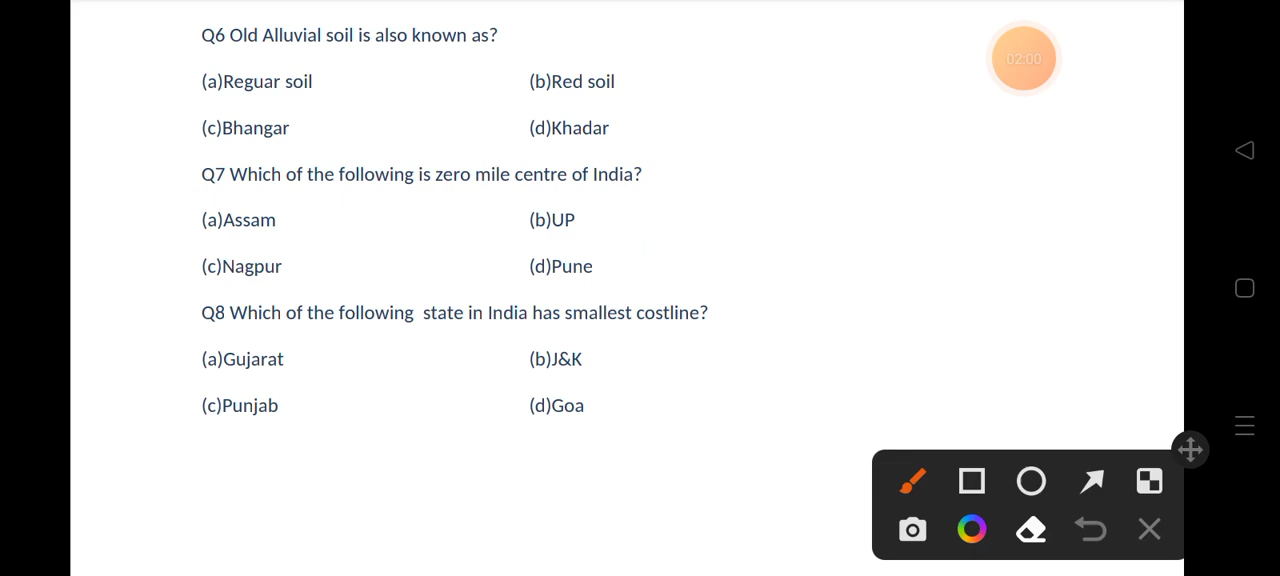 Q6 Old Alluvial soil is also known as?
02:00
(a)Reguar soil (b)Red soil
(c)Bhangar (d)Khadar
Q7 Which of the following is zero mile centre of India?
(a)Assam (b)UP
(c)Nagpur (d)Pune
Q8 Which of the following  state in India has smallest costline?
(a)Gujarat (b)J&K
(c)Punjab (d)Goa